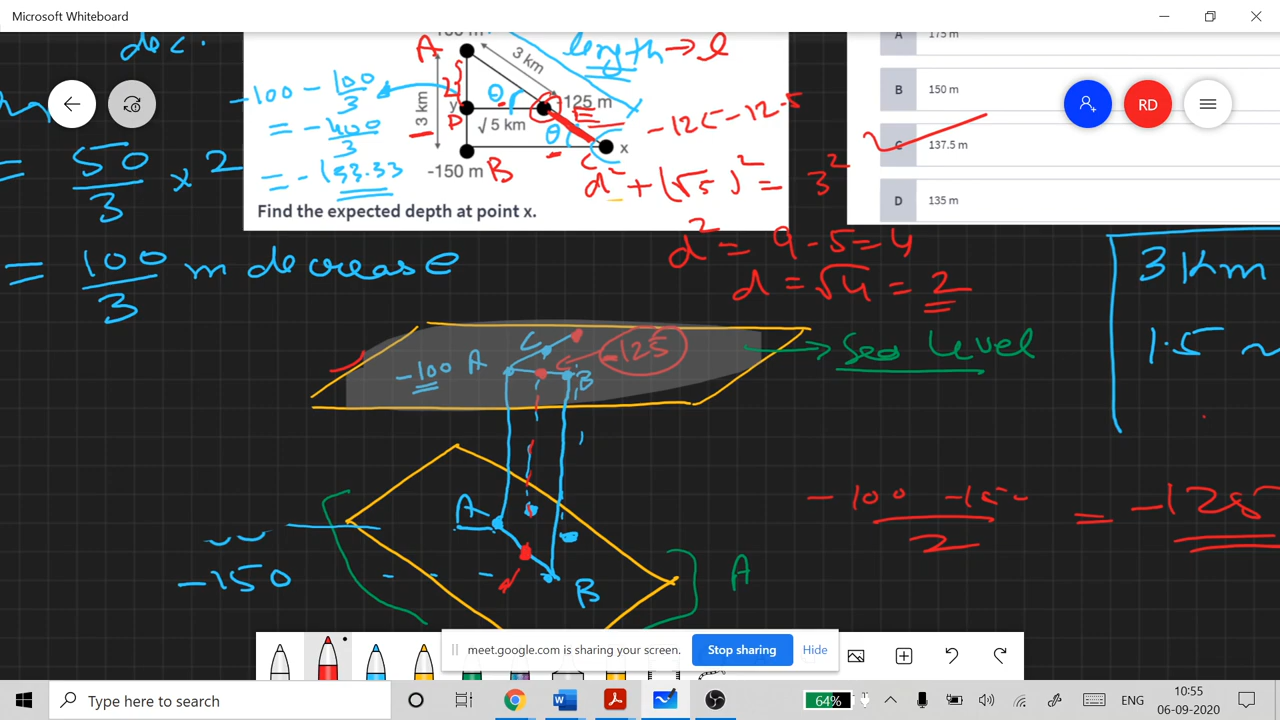 Microsoft Whiteboard
dec.
A
3 km
length → l
-100 - 100/3
= - 400/3
= - 133.33
2
θ
-125 m
E
3 km
y
D
√5 km
θ
x
C
-150 m
B
-125 - 12.5
d² + (√5)² = 3²
Find the expected depth at point x.
d² = 9 - 5 = 4
d = √4 = 2
= 50/3 × 2
= 100/3 m decrease
A 175 m
B 150 m
C 137.5 m
D 135 m
RD
3 Km
1.5
-100 A
C
B
-125
→ Sea Level
A
B
-150
A
- 100 - 150 / 2 = - 125
meet.google.com is sharing your screen.
Stop sharing
Hide
Type here to search
64%
ENG
10:55
06-09-2020